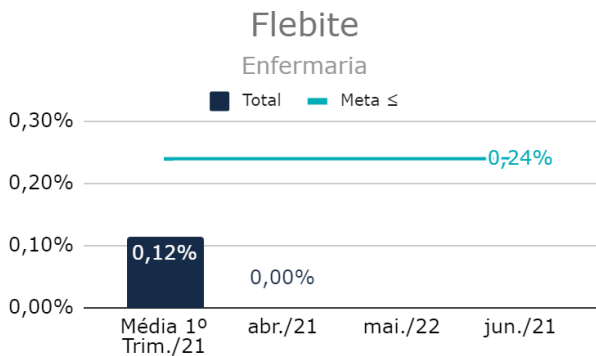 Flebite
Enfermaria
Total Meta ≤
0,30%
0,24%
0,20%
0,12%
0,10%
0,00%
0,00%
Média 1º
Trim./21
abr./21 mai./22 jun./21